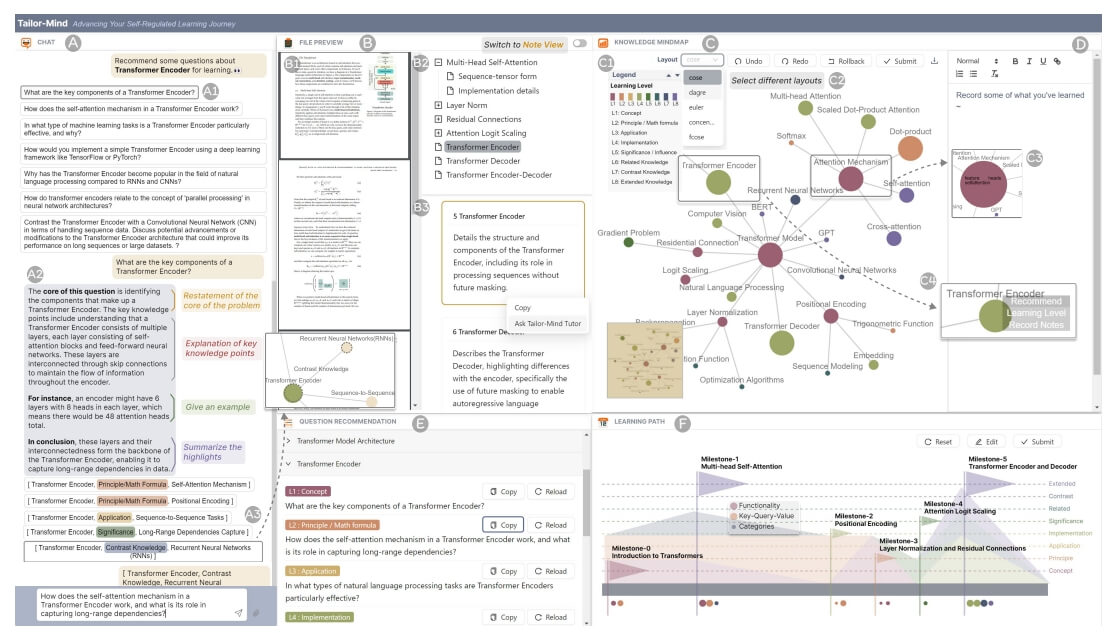 Tailor-Mind Advancing Your Self-Regulated Learning Journey
CHAT A
Recommend some questions about
Transformer Encoder for learning.
What are the key components of a Transformer Encoder? A1
How does the self-attention mechanism in a Transformer Encoder work?
In what type of machine learning tasks is a Transformer Encoder particularly
effective, and why?
How would you implement a simple Transformer Encoder using a deep learning
framework like TensorFlow or PyTorch?
Why has the Transformer Encoder become popular in the field of natural
language processing compared to RNNs and CNNs?
How do transformer encoders relate to the concept of 'parallel processing' in
neural network architectures?
Contrast the Transformer Encoder with a Convolutional Neural Network (CNN)
in terms of handling sequence data. Discuss potential advancements or
modifications to the Transformer Encoder architecture that could improve its
performance on long sequences or large datasets. ?
What are the key components of a
Transformer Encoder?
A2
The core of this question is identifying
the components that make up a
Transformer Encoder. The key knowledge
points include understanding that a
Transformer Encoder consists of multiple
layers, each layer consisting of self-
attention blocks and feed-forward neural
networks. These layers are
interconnected through skip connections
to maintain the flow of information
throughout the encoder.
For instance, an encoder might have 6
layers with 8 heads in each layer, which
means there would be 48 attention heads
total.
In conclusion, these layers and their
interconnectedness form the backbone of
the Transformer Encoder, enabling it to
capture long-range dependencies in data.
Restatement of the
core of the problem
Explanation of key
knowledge points
Give an example
Summarize the
highlights
[ Transformer Encoder, Principle/Math Formula, Self-Attention Mechanism ]
[ Transformer Encoder, Principle/Math Formula, Positional Encoding ]
[ Transformer Encoder, Application, Sequence-to-Sequence Tasks ] A3
[ Transformer Encoder, Significance, Long-Range Dependencies Capture ]
[ Transformer Encoder, Contrast Knowledge, Recurrent Neural Networks
(RNNs) ]
[ Transformer Encoder, Contrast
Knowledge, Recurrent Neural
How does the self-attention mechanism in a
Transformer Encoder work, and what is its role in
capturing long-range dependencies?
FILE PREVIEW B
Switch to Note View
B1
B2
Multi-Head Self-Attention
Sequence-tensor form
Implementation details
Layer Norm
Residual Connections
Attention Logit Scaling
Transformer Encoder
Transformer Decoder
Transformer Encoder-Decoder
B3
5 Transformer Encoder
Details the structure and
components of the Transformer
Encoder, including its role in
processing sequences without
future masking.
Copy
Ask Tailor-Mind Tutor
6 Transformer Decoder
Describes the Transformer
Decoder, highlighting differences
with the encoder, specifically the
use of future masking to enable
autoregressive language
Recurrent Neural Networks(RNNs)
Contrast Knowledge
Transformer Encoder
Sequence-to-Sequence
QUESTION RECOMMENDATION E
Transformer Model Architecture
Transformer Encoder
L1 : Concept Copy Reload
What are the key components of a Transformer Encoder?
L2 : Principle / Math formula Copy Reload
How does the self-attention mechanism in a Transformer Encoder work, and what
is its role in capturing long-range dependencies?
L3 : Application Copy Reload
In what types of natural language processing tasks are Transformer Encoders
particularly effective?
L4 : Implementation Copy Reload
KNOWLEDGE MINDMAP C
C1 Layout cose Undo Redo Rollback Submit
Legend
Learning Level
L1 L2 L3 L4 L5 L6 L7 L8
L1: Concept
L2: Principle / Math formula
L3: Application
L4: Implementation
L5: Significance / Influence
L6: Related Knowledge
L7: Contrast Knowledge
L8: Extended Knowledge
cose
dagre
euler
concen...
fcose
Select different layouts C2
Multi-head Attention
Scaled Dot-Product Attention
Softmax
Dot-product
Transformer Encoder
Attention Mechanism
Recurrent Neural Networks
Self-attention
BERT
Computer Vision
GPT
Cross-attention
Gradient Problem
Residential Connection
Transformer Model
Logit Scaling
Convolutional Neural Networks
Natural Language Processing
Layer Normalization
Positional Encoding
Backpropagation
Transformer Decoder
Trigonometric Function
tion Function
Embedding
Sequence Modeling
Optimization Algorithms
D
Normal B I U
Record some of what you've learned
~
C3
tention
Attention Mechanism
Scaled
feature heads
selfattention
sing
GPT
C4
Transformer Encoder
Recommend
Learning Level
Record Notes
LEARNING PATH F
Reset Edit Submit
Milestone-1
Multi-head Self-Attention
Milestone-5
Transformer Encoder and Decoder
Functionality
Key-Query-Value
Categories
Milestone-4
Attention Logit Scaling
Milestone-2
Positional Encoding
Milestone-3
Layer Normalization and Residual Connections
Milestone-0
Introduction to Transformers
Extended
Contrast
Related
Significance
Implementation
Application
Principle
Concept